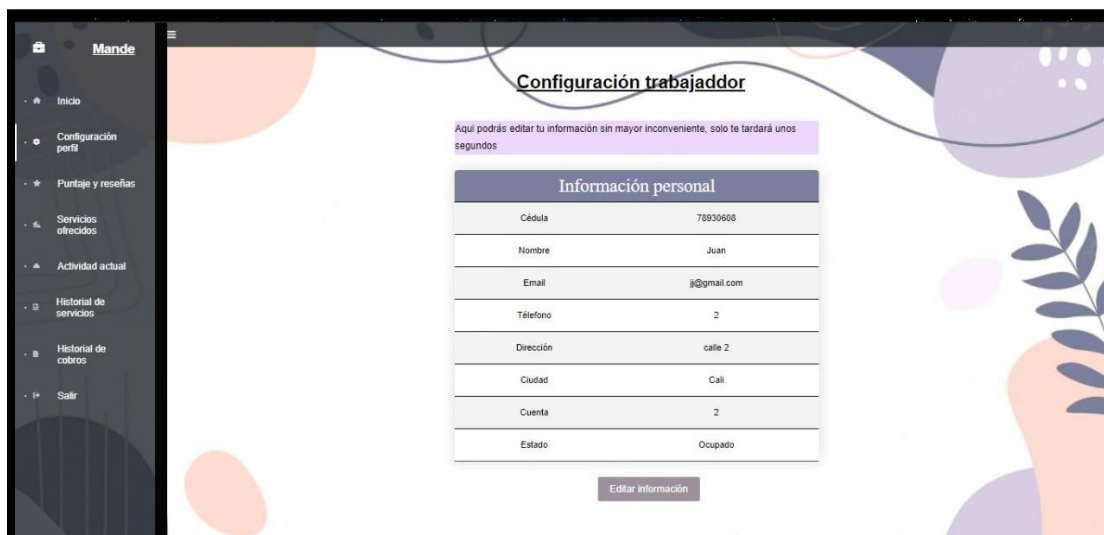 Mande
Inicio
Configuración
perfil
Puntaje y reseñas
Servicios
ofrecidos
Actividad actual
Historial de
servicios
Historial de
cobros
Salir
Configuración trabajaddor
Aquí podrás editar tu información sin mayor inconveniente, solo te tardará unos
segundos
Información personal
Cédula 78930608
Nombre Juan
Email jj@gmail.com
Télefono 2
Dirección calle 2
Ciudad Cali
Cuenta 2
Estado Ocupado
Editar información